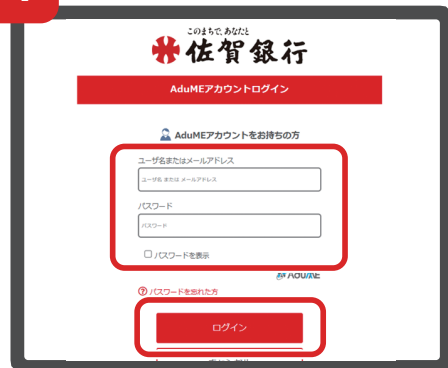 このまちで、あなたと
佐賀銀行
AduMEアカウントログイン
AduMEアカウントをお持ちの方
ユーザ名またはメールアドレス
ユーザ名 または メールアドレス
パスワード
パスワード
パスワードを表示
AduME
? パスワードを忘れた方
ログイン